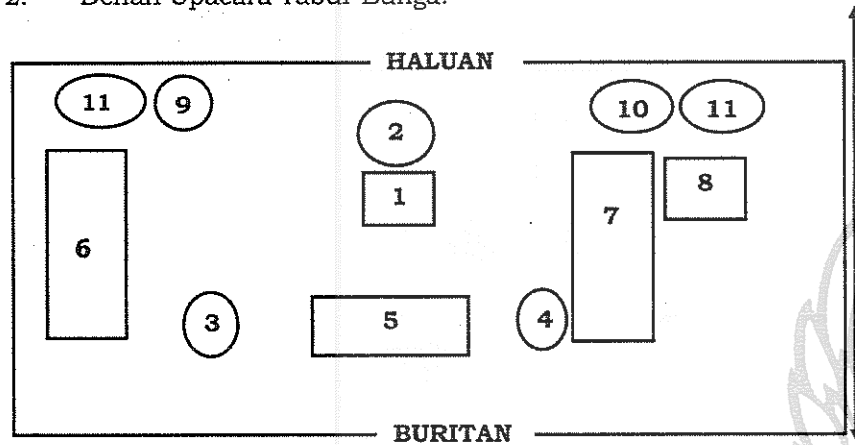 2. Denah Upacara Tabur Bunga.
HALUAN
11 9 10 11
2
1 8
6 7
3 5 4
BURITAN